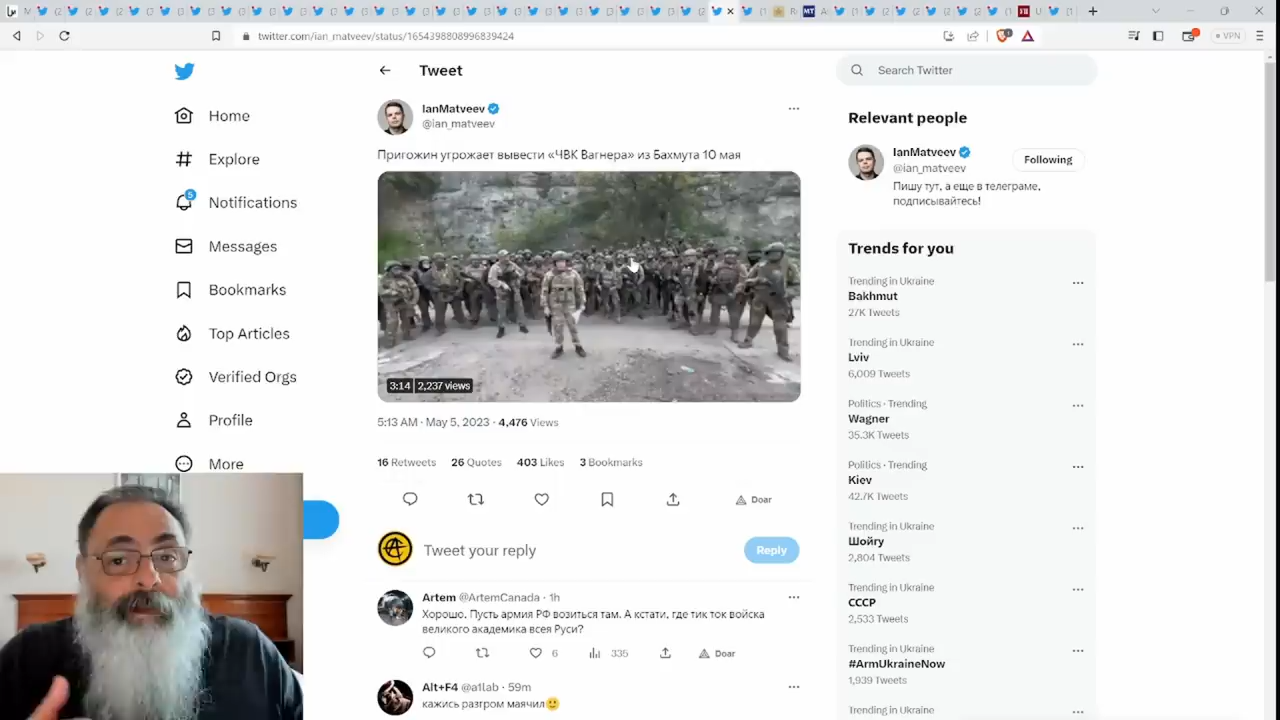 twitter.com/ian_matveev/status/1654398808996839424
VPN
Home
Explore
5
Notifications
Messages
Bookmarks
Top Articles
Verified Orgs
Profile
More
Tweet
IanMatveev
@ian_matveev
Пригожин угрожает вывести «ЧВК Вагнера» из Бахмута 10 мая
3:14 2,237 views
5:13 AM · May 5, 2023 · 4,476 Views
16 Retweets 26 Quotes 403 Likes 3 Bookmarks
Doar
Tweet your reply
Reply
Artem @ArtemCanada · 1h
Хорошо. Пусть армия РФ возиться там. А кстати, где тик ток войска
великого академика всея Руси?
6 335 Doar
Alt+F4 @a1lab · 59m
кажись разгром маячил
Search Twitter
Relevant people
IanMatveev
@ian_matveev
Following
Пишу тут, а еще в телеграме,
подписывайтесь!
Trends for you
Trending in Ukraine
Bakhmut
27K Tweets
Trending in Ukraine
Lviv
6,009 Tweets
Politics · Trending
Wagner
35.3K Tweets
Politics · Trending
Kiev
42.7K Tweets
Trending in Ukraine
Шойгу
2,804 Tweets
Trending in Ukraine
СССР
2,533 Tweets
Trending in Ukraine
#ArmUkraineNow
1,939 Tweets
Trending in Ukraine